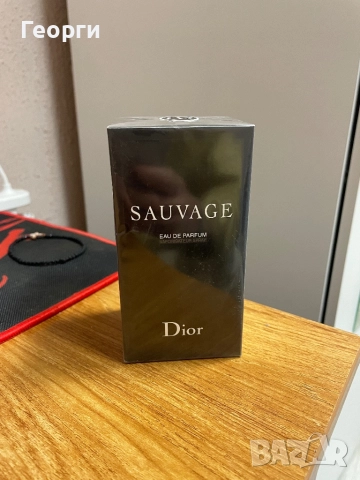 Георги
SAUVAGE
EAU DE PARFUM
Dior
BAZAR